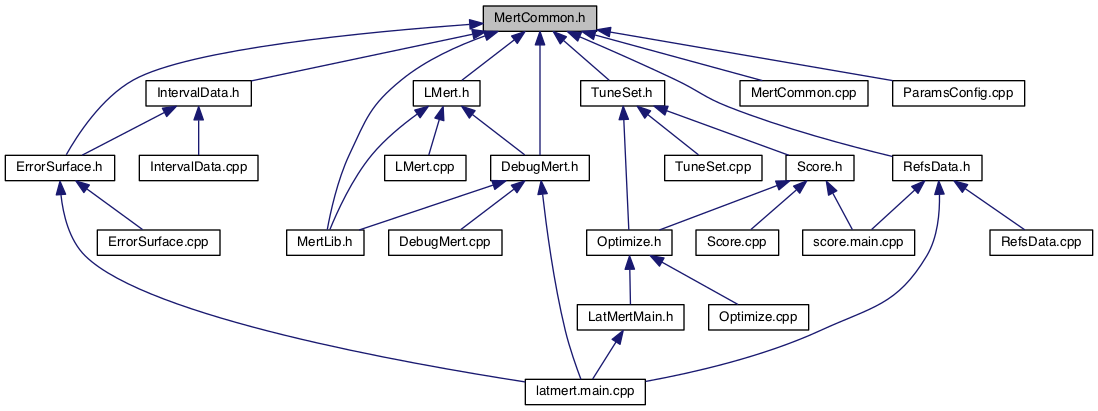 MertCommon.h
IntervalData.h
LMert.h
TuneSet.h
MertCommon.cpp
ParamsConfig.cpp
ErrorSurface.h
IntervalData.cpp
LMert.cpp
DebugMert.h
TuneSet.cpp
Score.h
RefsData.h
ErrorSurface.cpp
MertLib.h
DebugMert.cpp
Optimize.h
Score.cpp
score.main.cpp
RefsData.cpp
LatMertMain.h
Optimize.cpp
latmert.main.cpp